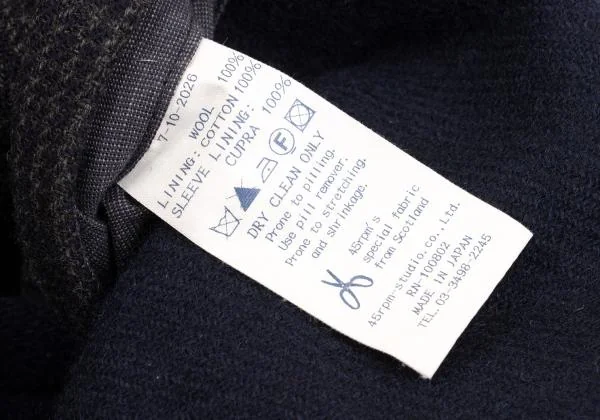 7-10-2026
WOOL 100%
LINING: COTTON 100%
SLEEVE LINING:
CUPRA 100%
F
DRY CLEAN ONLY
Prone to pilling.
Use pill remover.
Prone to stretching.
and shrinkage.
45rpm's
special fabric
from Scotland
45rpm-studio.co., Ltd.
RN-100802
MADE IN JAPAN
TEL. 03-3498-2245